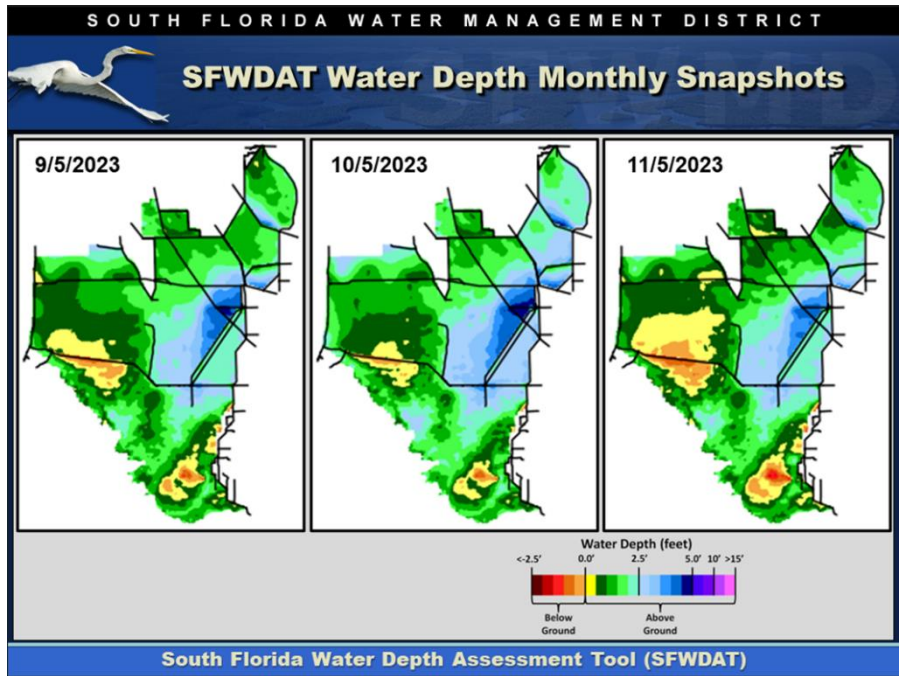 SOUTH FLORIDA WATER MANAGEMENT DISTRICT
SFWDAT Water Depth Monthly Snapshots
9/5/2023
10/5/2023
11/5/2023
Water Depth (feet)
<-2.5' 0.0' 2.5' 5.0' 10' >15'
Below Ground
Above Ground
South Florida Water Depth Assessment Tool (SFWDAT)